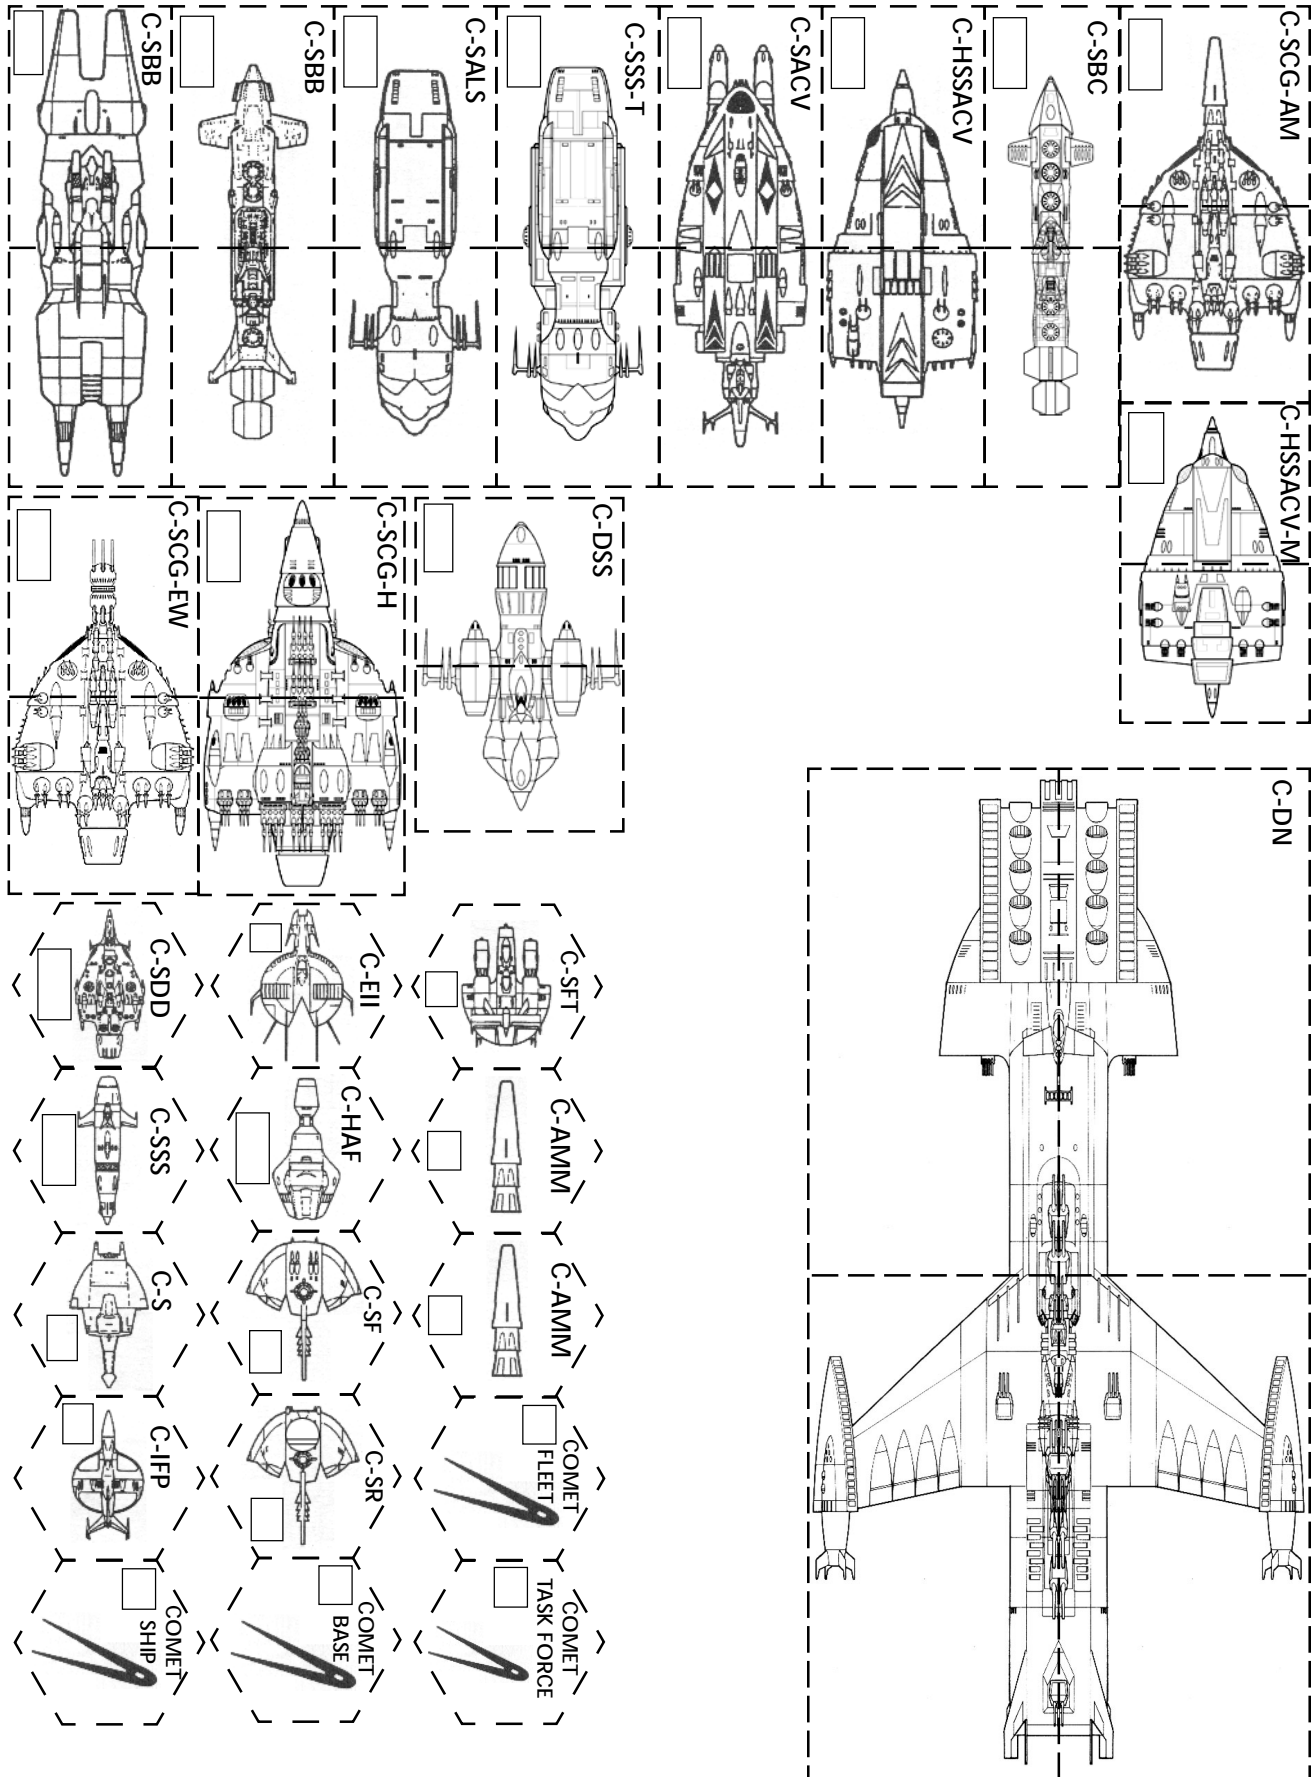 C-SBB
C-SBB
C-SALS
C-SSS-T
C-SACV
C-HSSACV
C-SBC
C-SCG-AM
C-HSSACV-M
C-SCG-EW
C-SCG-H
C-DSS
C-DN
C-SDD
C-EII
C-SFT
C-SSS
C-HAF
C-AMM
C-S
C-SF
C-AMM
C-IFP
C-SR
COMET
FLEET
COMET
SHIP
COMET
BASE
COMET
TASK FORCE